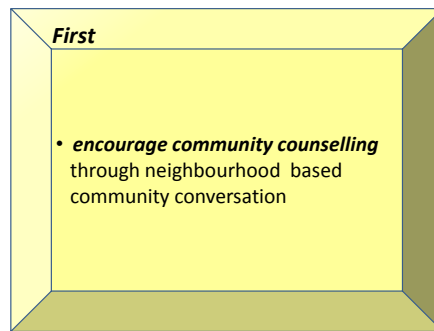 First
• encourage community counselling
through neighbourhood based
community conversation